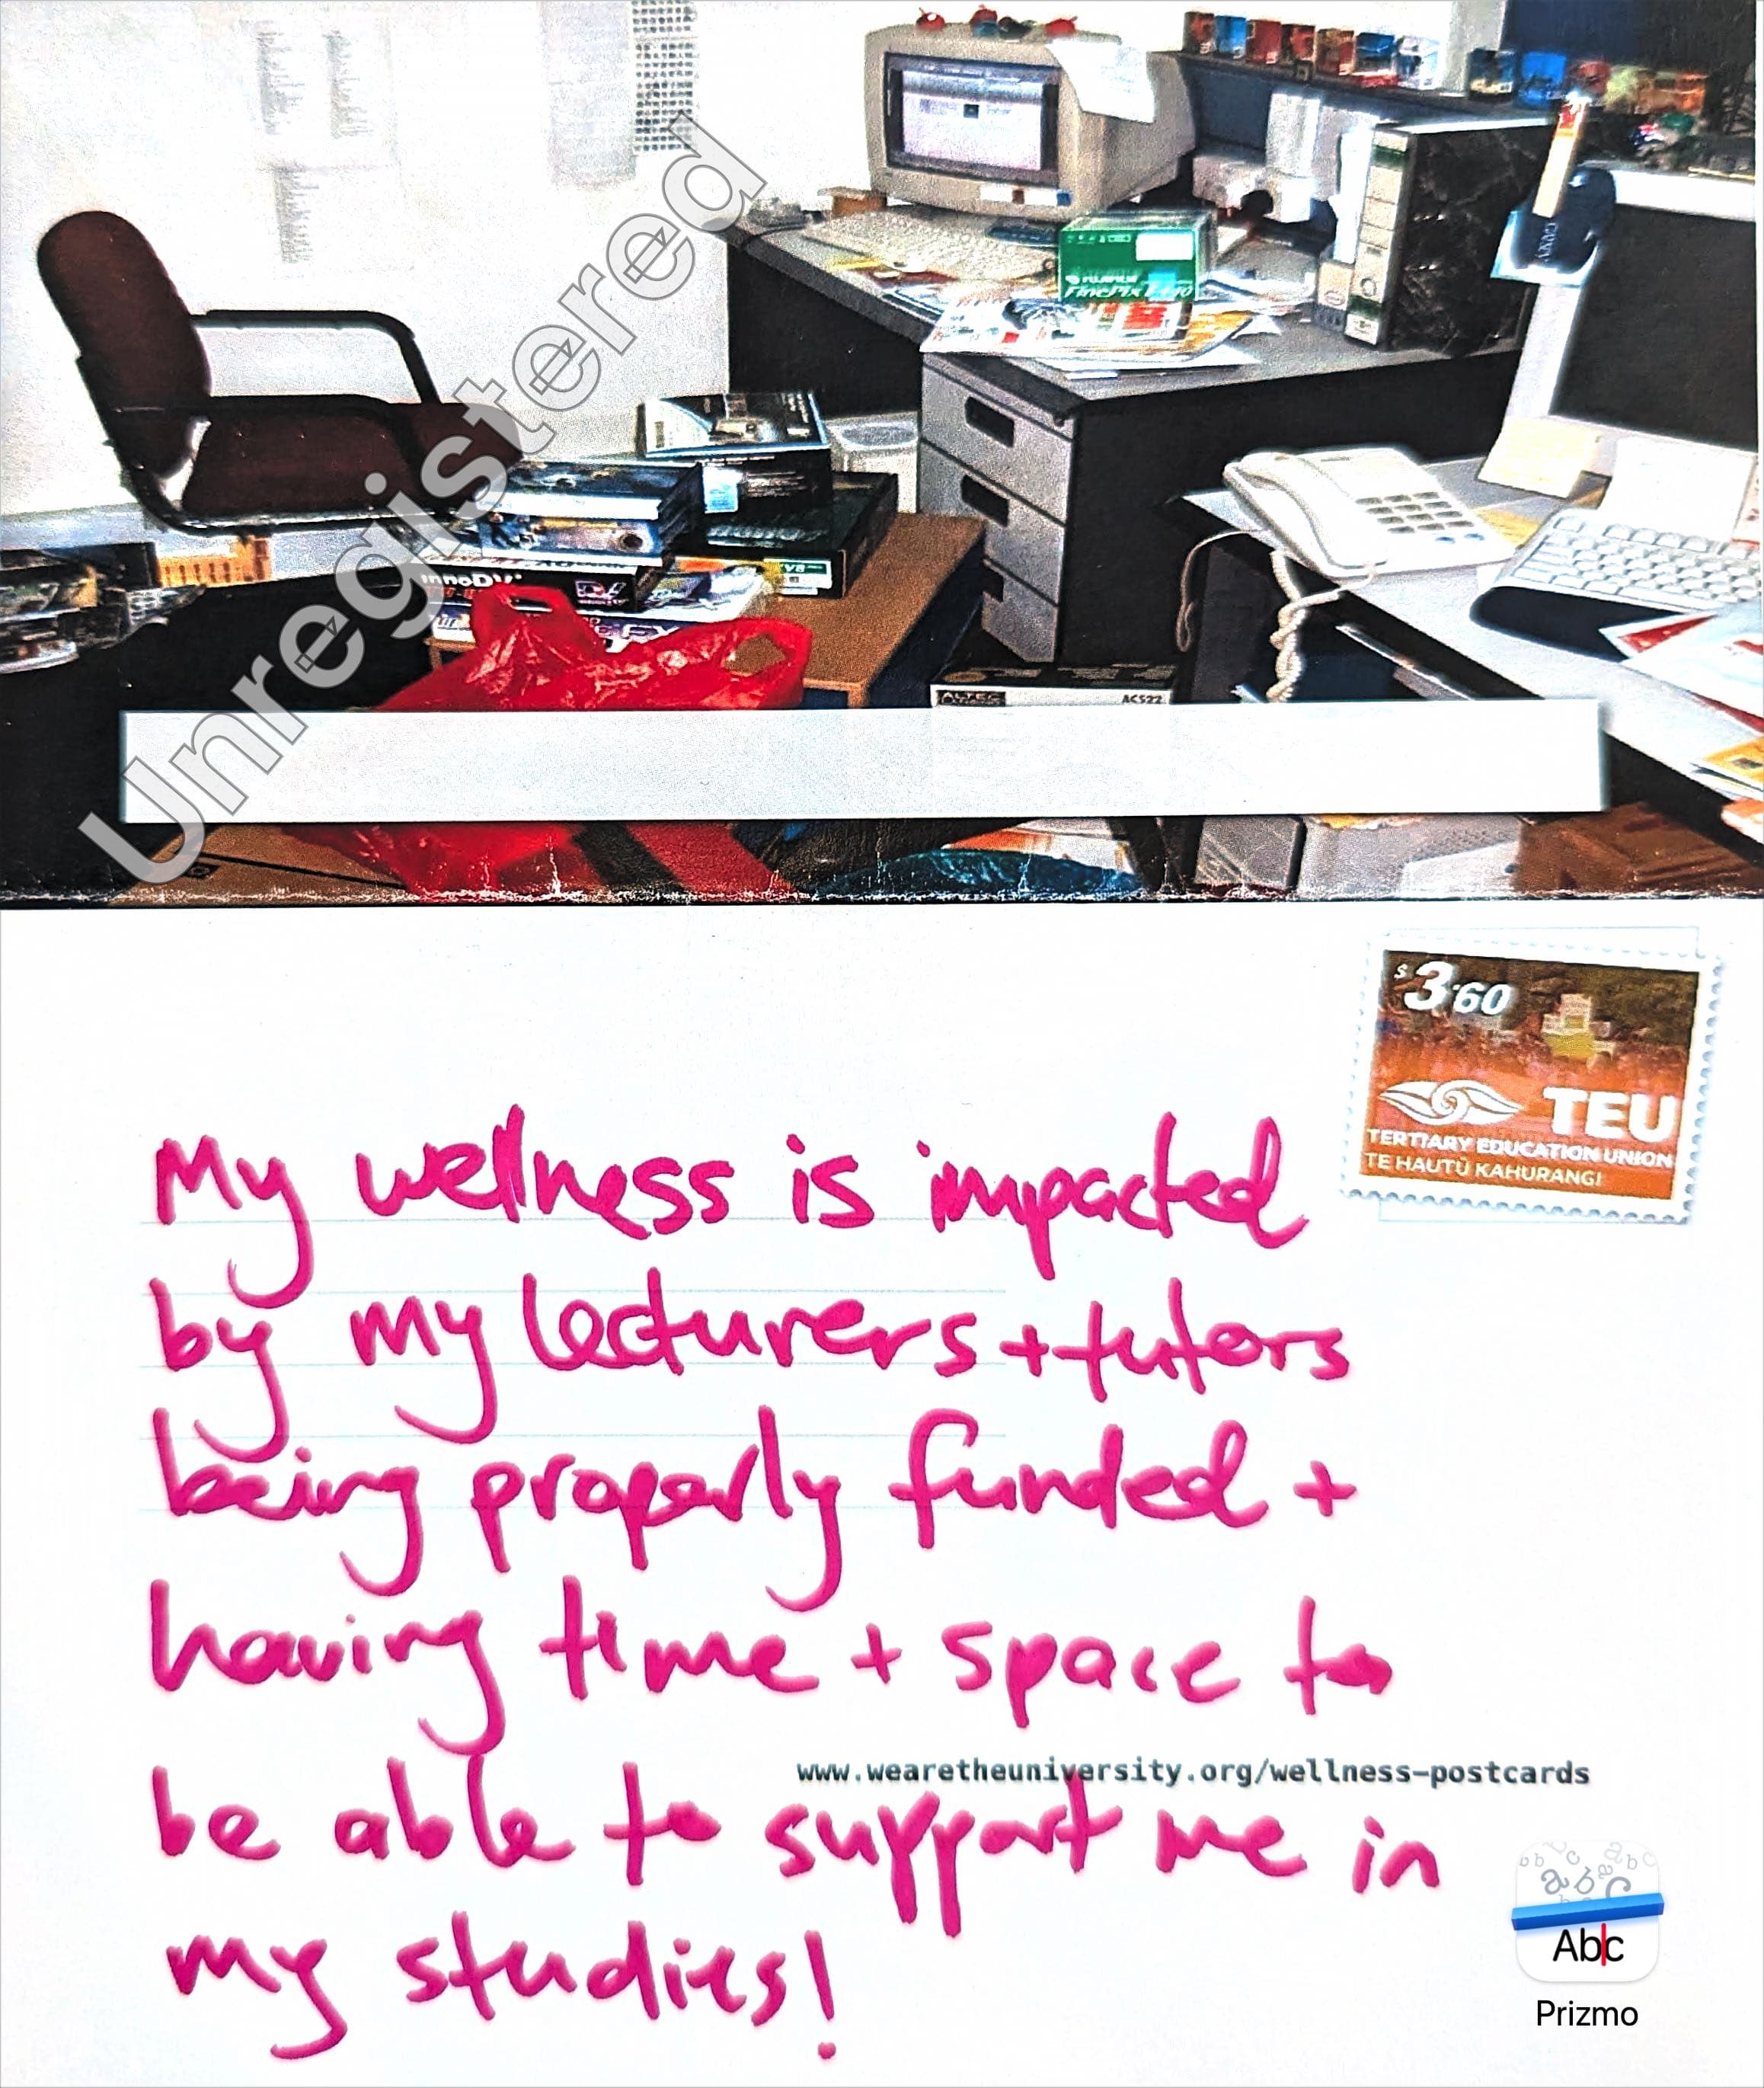 Unregistered
FUJIFILM
FinePix
InnoDV
ALTEC
ACS22
$3.60
TEU
TERTIARY EDUCATION UNION
TE HAUTŪ KAHURANGI
My wellness is impacted
by my lecturers + tutors
being properly funded +
having time + space to
www.wearetheuniversity.org/wellness-postcards
be able to support me in
my studies!
Abc
Prizmo